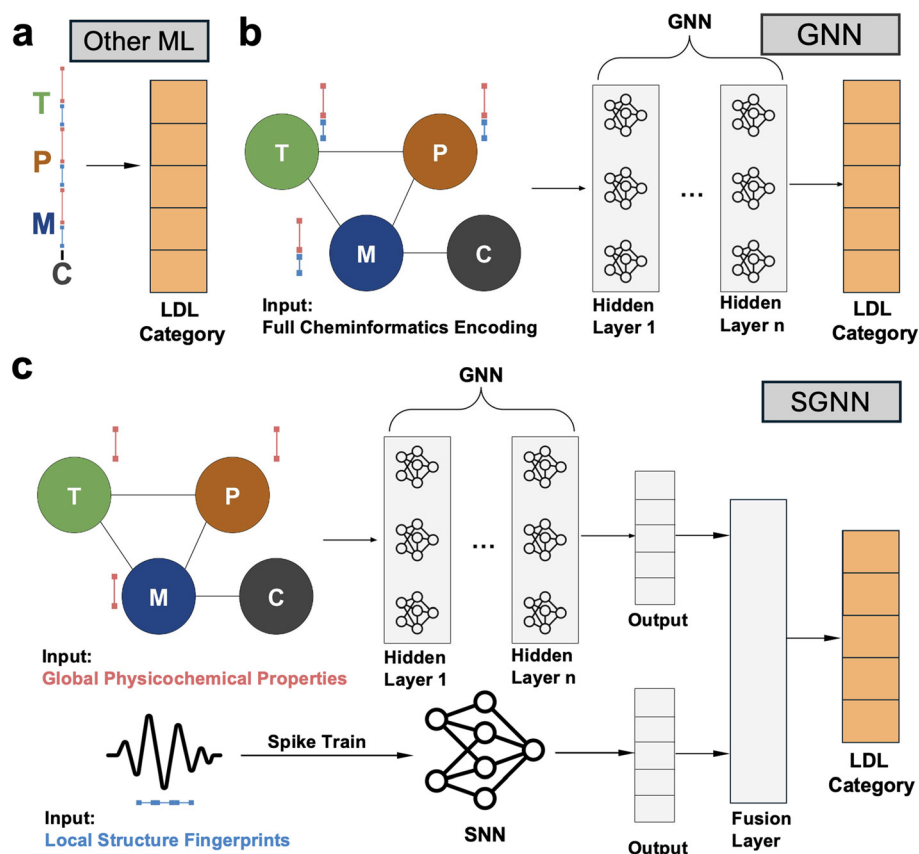 a
Other ML
T
P
M
C
LDL
Category
b
GNN
GNN
T
P
M
C
Input:
Full Cheminformatics Encoding
...
Hidden
Layer 1
Hidden
Layer n
LDL
Category
c
GNN
SGNN
T
P
M
C
Input:
Global Physicochemical Properties
...
Hidden
Layer 1
Hidden
Layer n
Output
Spike Train
Input:
Local Structure Fingerprints
SNN
Output
Fusion
Layer
LDL
Category